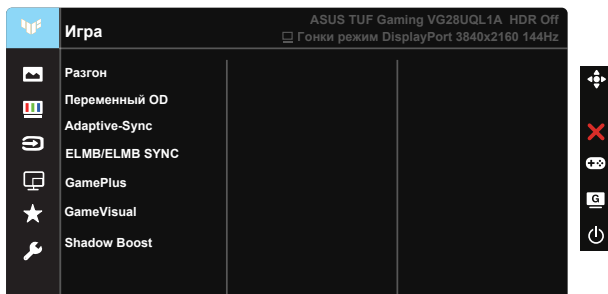 ASUS TUF Gaming VG28UQL1A HDR Off
Игра
Гонки режим DisplayPort 3840x2160 144Hz
Разгон
Переменный OD
Adaptive-Sync
ELMB/ELMB SYNC
GamePlus
GameVisual
Shadow Boost
G